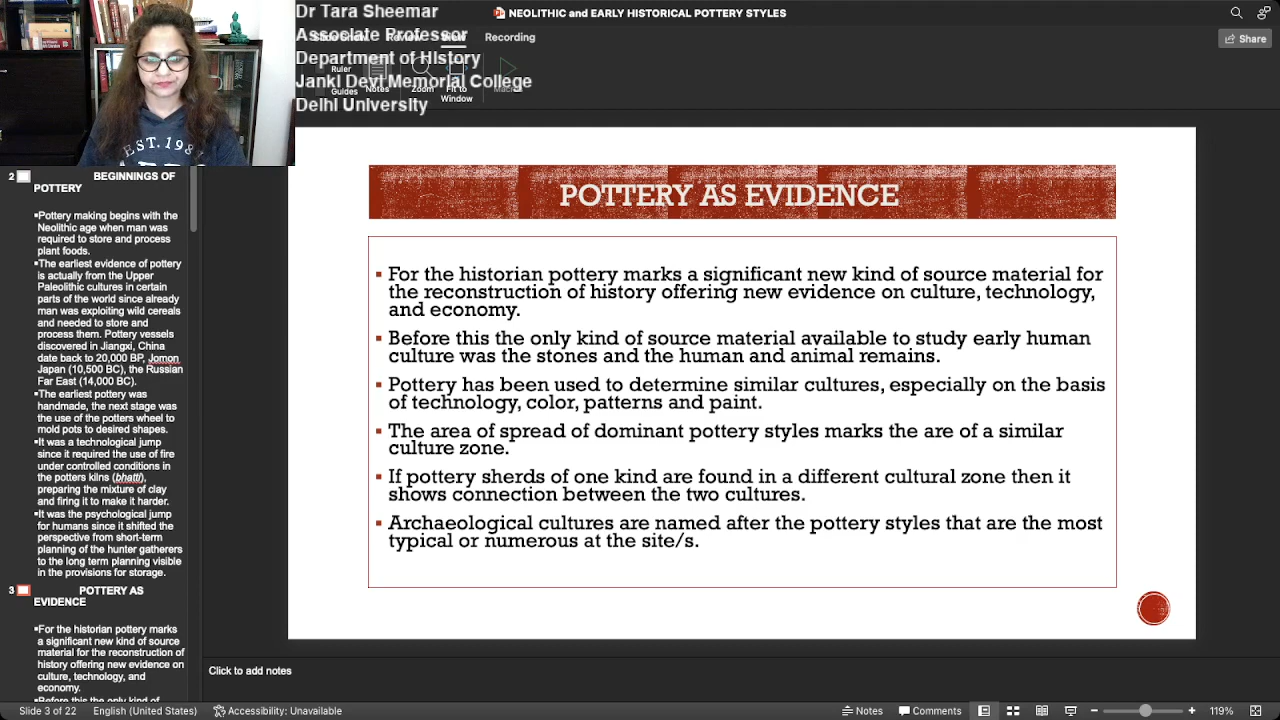 Dr Tara Sheemar
Associate Professor
Department of History
Janki Devi Memorial College
Delhi University
NEOLITHIC and EARLY HISTORICAL POTTERY STYLES
Recording
Share
Ruler
Guides
Notes
Zoom
Fit to
Window
EST. 198
2 BEGINNINGS OF
POTTERY
▪Pottery making begins with the
Neolithic age when man was
required to store and process
plant foods.
▪The earliest evidence of pottery
is actually from the Upper
Paleolithic cultures in certain
parts of the world since already
man was exploiting wild cereals
and needed to store and
process them. Pottery vessels
discovered in Jiangxi, China
date back to 20,000 BP, Jomon
Japan (10,500 BC), the Russian
Far East (14,000 BC).
▪The earliest pottery was
handmade, the next stage was
the use of the potters wheel to
mold pots to desired shapes.
▪It was a technological jump
since it required the use of fire
under controlled conditions in
the potters kilns (bhatti),
preparing the mixture of clay
and firing it to make it harder.
▪It was the psychological jump
for humans since it shifted the
perspective from short-term
planning of the hunter gatherers
to the long term planning visible
in the provisions for storage.
3 POTTERY AS
EVIDENCE
▪For the historian pottery marks
a significant new kind of source
material for the reconstruction of
history offering new evidence on
culture, technology, and
economy.
▪Before this the only kind of
POTTERY AS EVIDENCE
▪ For the historian pottery marks a significant new kind of source material for
the reconstruction of history offering new evidence on culture, technology,
and economy.
▪ Before this the only kind of source material available to study early human
culture was the stones and the human and animal remains.
▪ Pottery has been used to determine similar cultures, especially on the basis
of technology, color, patterns and paint.
▪ The area of spread of dominant pottery styles marks the are of a similar
culture zone.
▪ If pottery sherds of one kind are found in a different cultural zone then it
shows connection between the two cultures.
▪ Archaeological cultures are named after the pottery styles that are the most
typical or numerous at the site/s.
Click to add notes
Slide 3 of 22 English (United States) Accessibility: Unavailable Notes Comments 119%